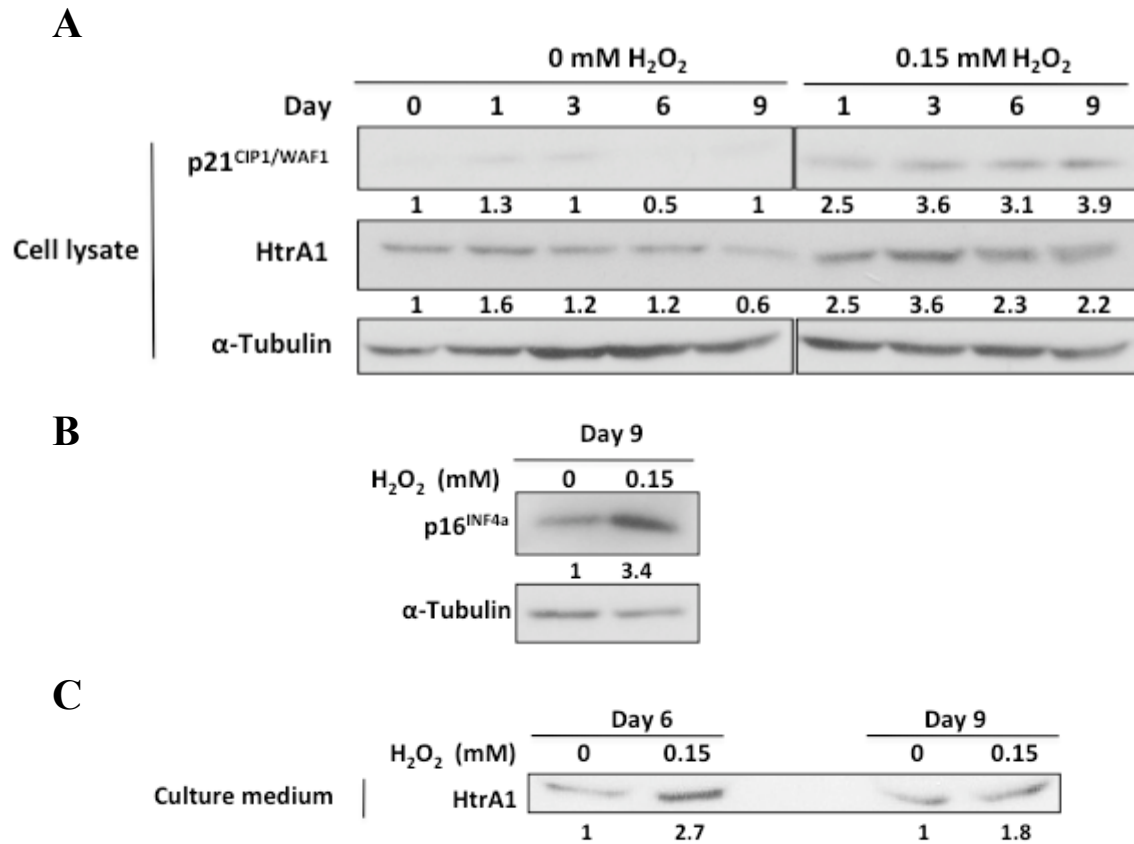 A
0 mM H₂O₂ 0.15 mM H₂O₂
Day 0 1 3 6 9 1 3 6 9
p21CIP1/WAF1
1 1.3 1 0.5 1 2.5 3.6 3.1 3.9
Cell lysate HtrA1
1 1.6 1.2 1.2 0.6 2.5 3.6 2.3 2.2
α-Tubulin
B
Day 9
H₂O₂ (mM) 0 0.15
p16INF4a
1 3.4
α-Tubulin
C
Day 6 Day 9
H₂O₂ (mM) 0 0.15 0 0.15
Culture medium HtrA1
1 2.7 1 1.8